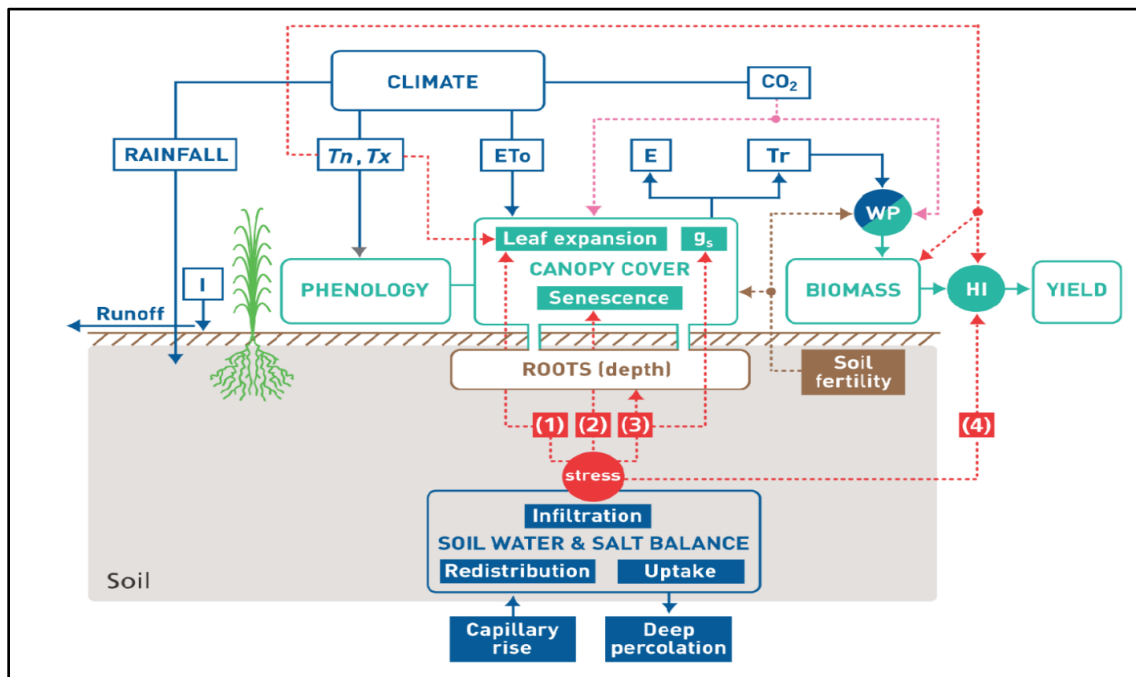 CLIMATE
CO₂
RAINFALL
Tn, Tx
ETo
E
Tr
WP
Leaf expansion
gs
CANOPY COVER
Senescence
PHENOLOGY
I
Runoff
BIOMASS
HI
YIELD
ROOTS (depth)
Soil
fertility
(1)
(2)
(3)
(4)
stress
Infiltration
SOIL WATER & SALT BALANCE
Redistribution
Uptake
Soil
Capillary
rise
Deep
percolation